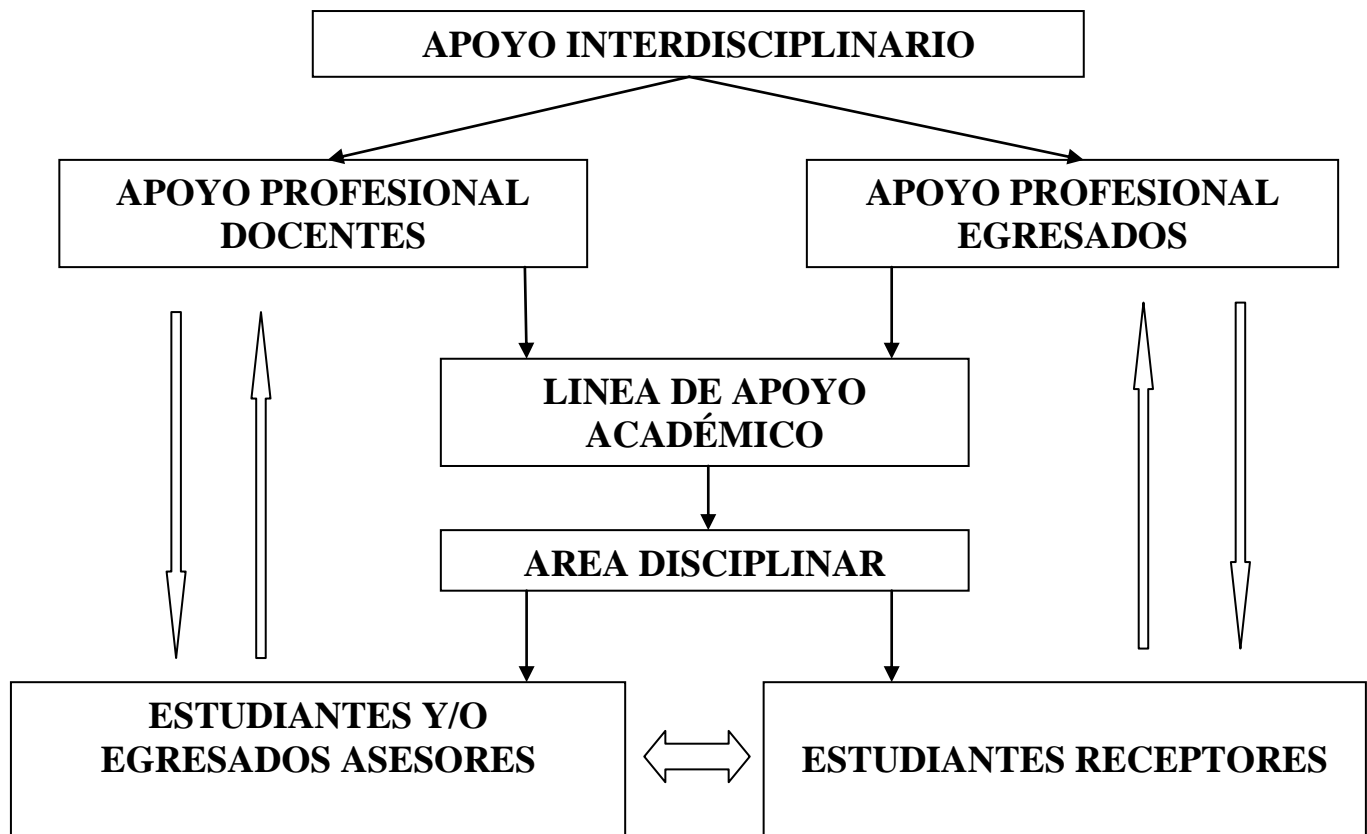 APOYO INTERDISCIPLINARIO
APOYO PROFESIONAL
DOCENTES
APOYO PROFESIONAL
EGRESADOS
LINEA DE APOYO
ACADÉMICO
AREA DISCIPLINAR
ESTUDIANTES Y/O
EGRESADOS ASESORES
ESTUDIANTES RECEPTORES